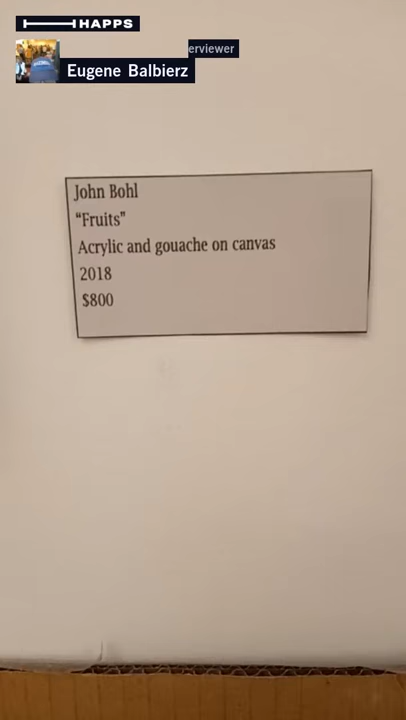 HAPPS
erviewer
Eugene Balbierz
John Bohl
“Fruits”
Acrylic and gouache on canvas
2018
$800